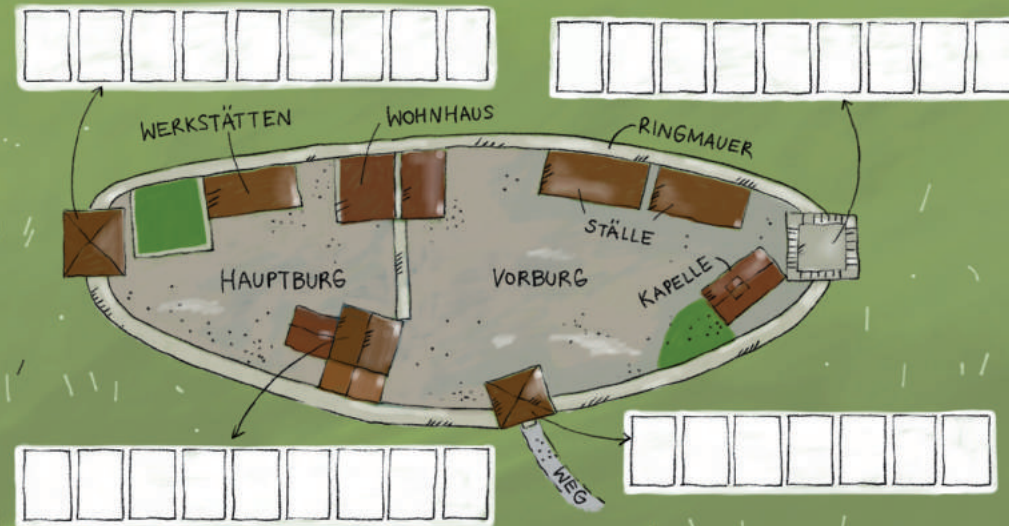 WERKSTÄTTEN
WOHNHAUS
RINGMAUER
STÄLLE
HAUPTBURG
VORBURG
KAPELLE
WEG